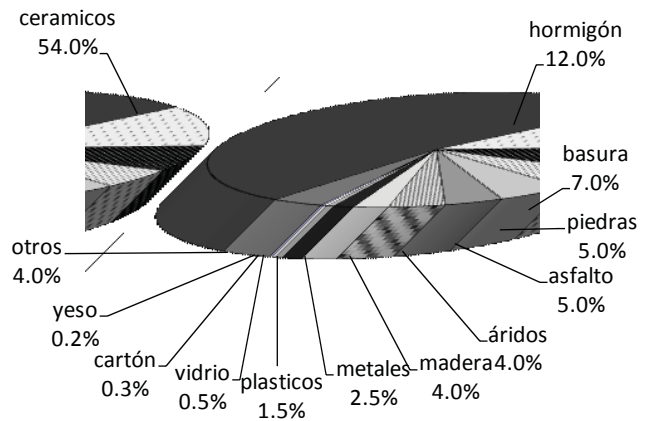 ceramicos
54.0%
hormigón
12.0%
basura
7.0%
piedras
5.0%
asfalto
5.0%
áridos
4.0%
madera
4.0%
metales
2.5%
plasticos
1.5%
vidrio
0.5%
cartón
0.3%
yeso
0.2%
otros
4.0%